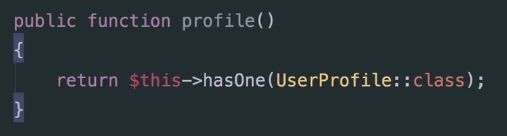 public function profile()
{
    return $this->hasOne(UserProfile::class);
}